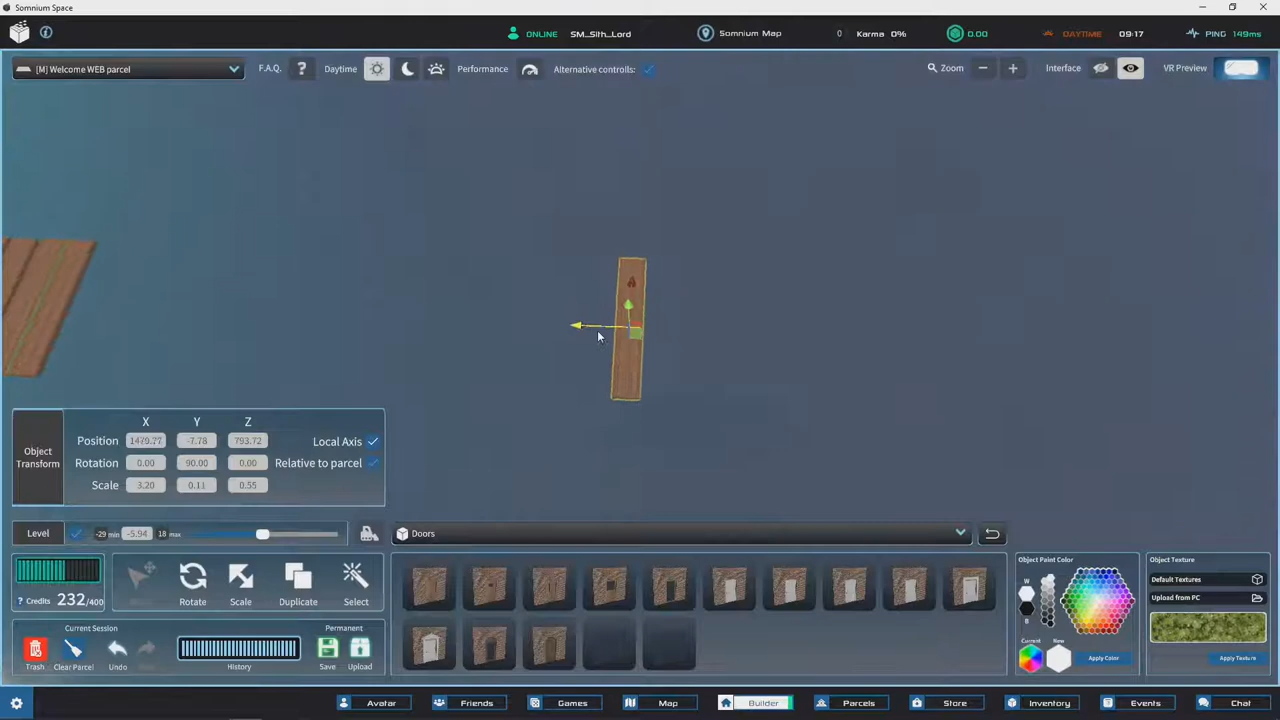 Somnium Space
ONLINE SM_Sith_Lord Somnium Map 0 Karma 0% 0.00 DAYTIME 09:17 PING 149ms
[M] Welcome WEB parcel F.A.Q. ? Daytime Performance Alternative controlls: Zoom Interface VR Preview
X Y Z
Object Transform
Position 1479.77 -7.78 793.72 Local Axis
Rotation 0.00 90.00 0.00 Relative to parcel
Scale 3.20 0.11 0.55
Level -29 min -5.94 18 max
Doors
? Credits 232/400
Rotate Scale Duplicate Select
Current Session Permanent
Trash Clear Parcel Undo History Save Upload
Object Paint Color
W
B
Current New Apply Color
Object Texture
Default Textures
Upload from PC
Apply Texture
Avatar Friends Games Map Builder Parcels Store Inventory Events Chat